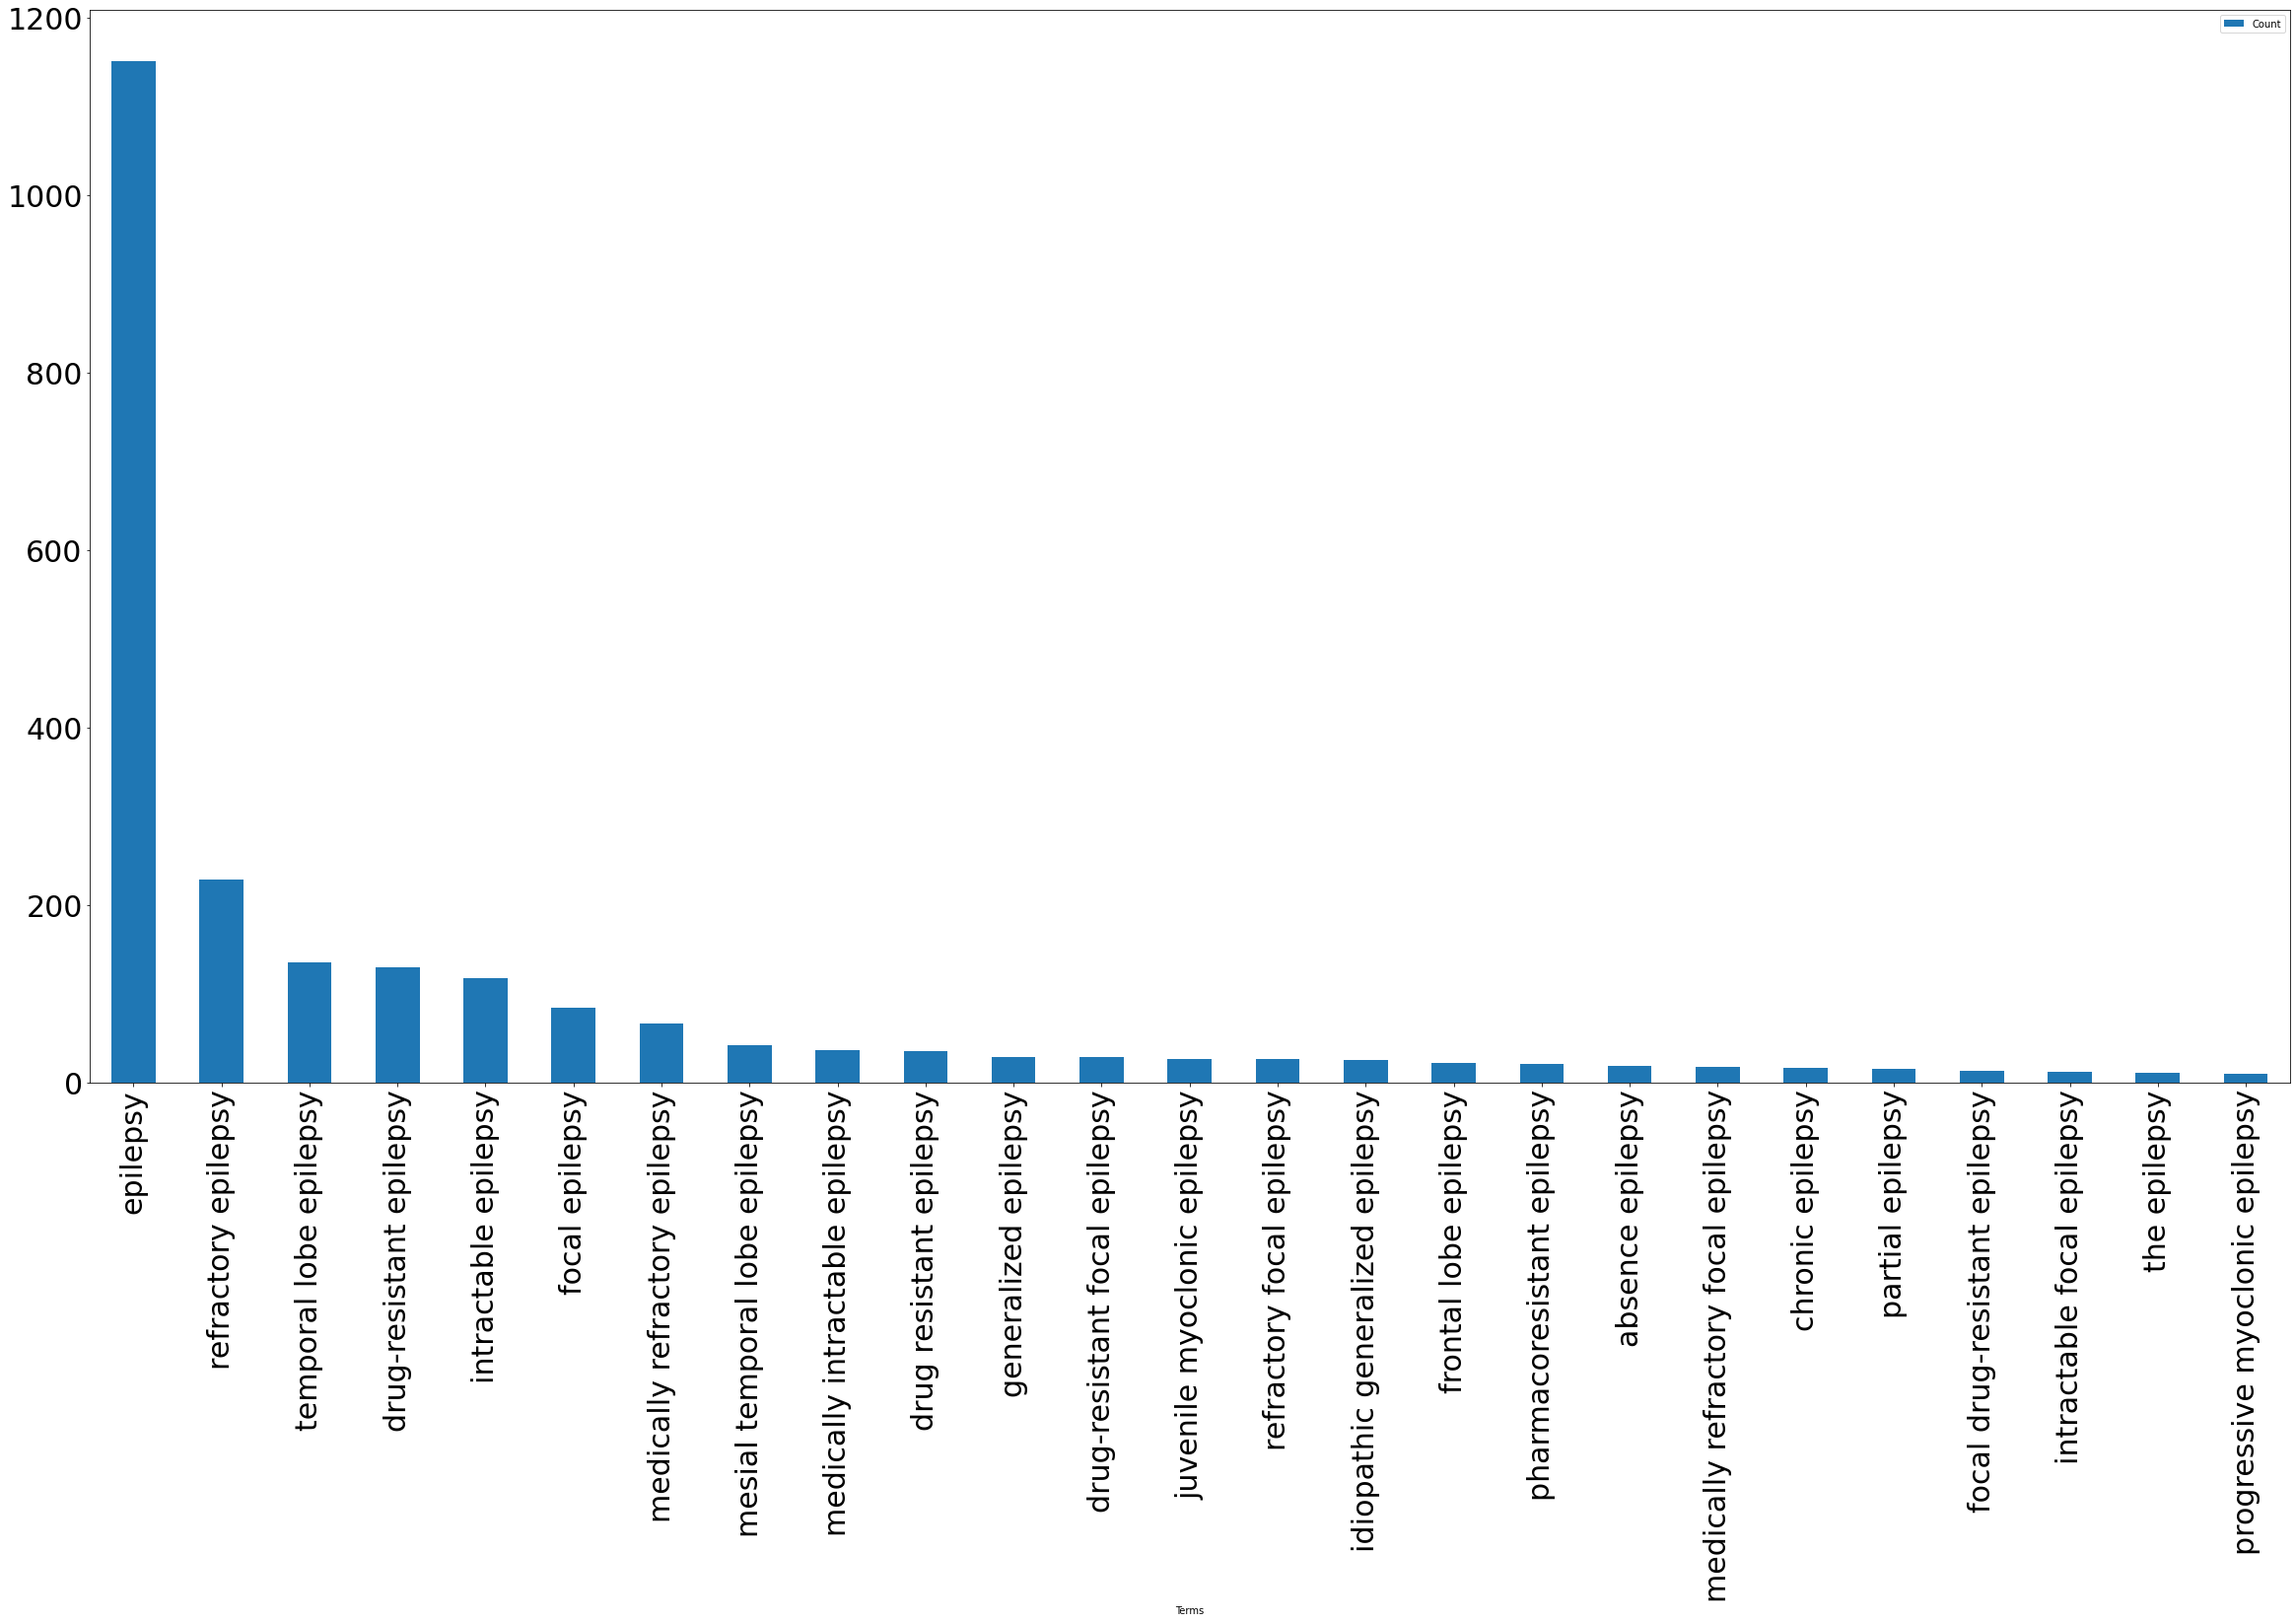 1200
1000
800
600
400
200
0
Count
epilepsy
refractory epilepsy
temporal lobe epilepsy
drug-resistant epilepsy
intractable epilepsy
focal epilepsy
medically refractory epilepsy
mesial temporal lobe epilepsy
medically intractable epilepsy
drug resistant epilepsy
generalized epilepsy
drug-resistant focal epilepsy
juvenile myoclonic epilepsy
refractory focal epilepsy
idiopathic generalized epilepsy
frontal lobe epilepsy
pharmacoresistant epilepsy
absence epilepsy
medically refractory focal epilepsy
chronic epilepsy
partial epilepsy
focal drug-resistant epilepsy
intractable focal epilepsy
the epilepsy
progressive myoclonic epilepsy
Terms